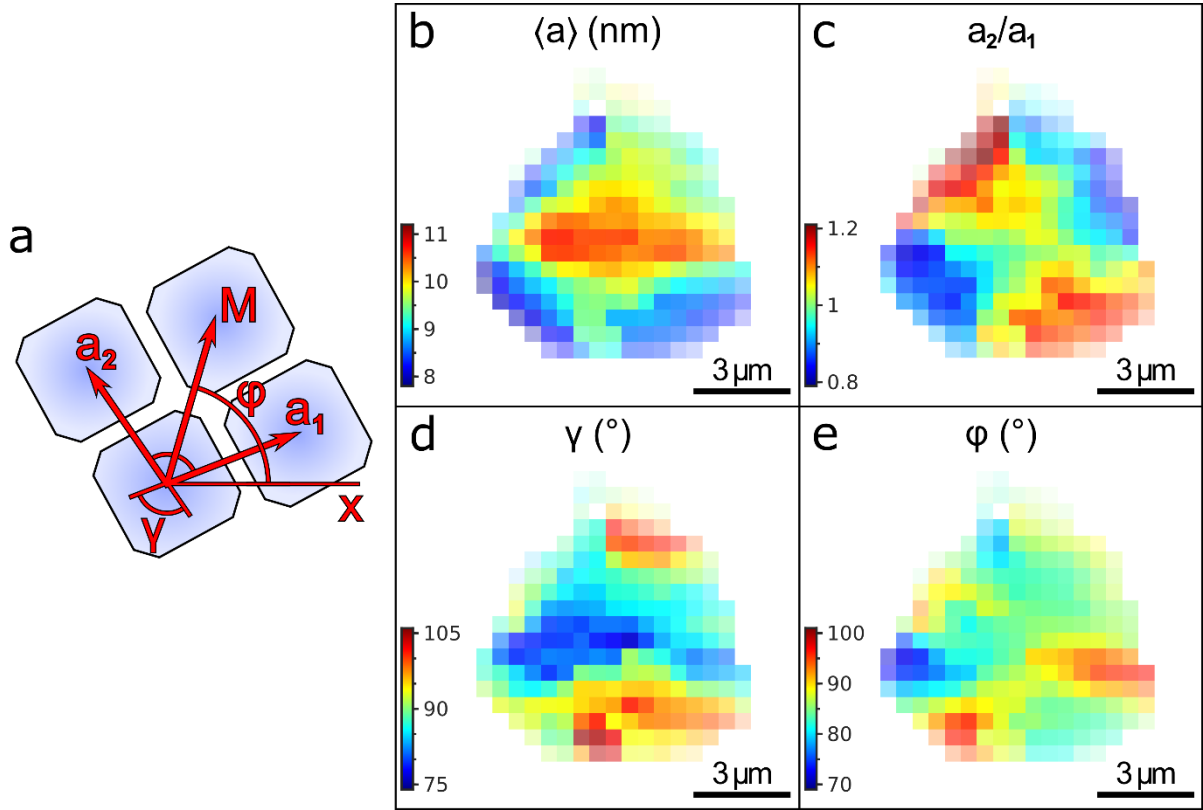 a
a₂
M
φ
a₁
γ
x
b
⟨a⟩ (nm)
11
10
9
8
3 µm
c
a₂/a₁
1.2
1
0.8
3 µm
d
γ (°)
105
90
75
3 µm
e
φ (°)
100
90
80
70
3 µm